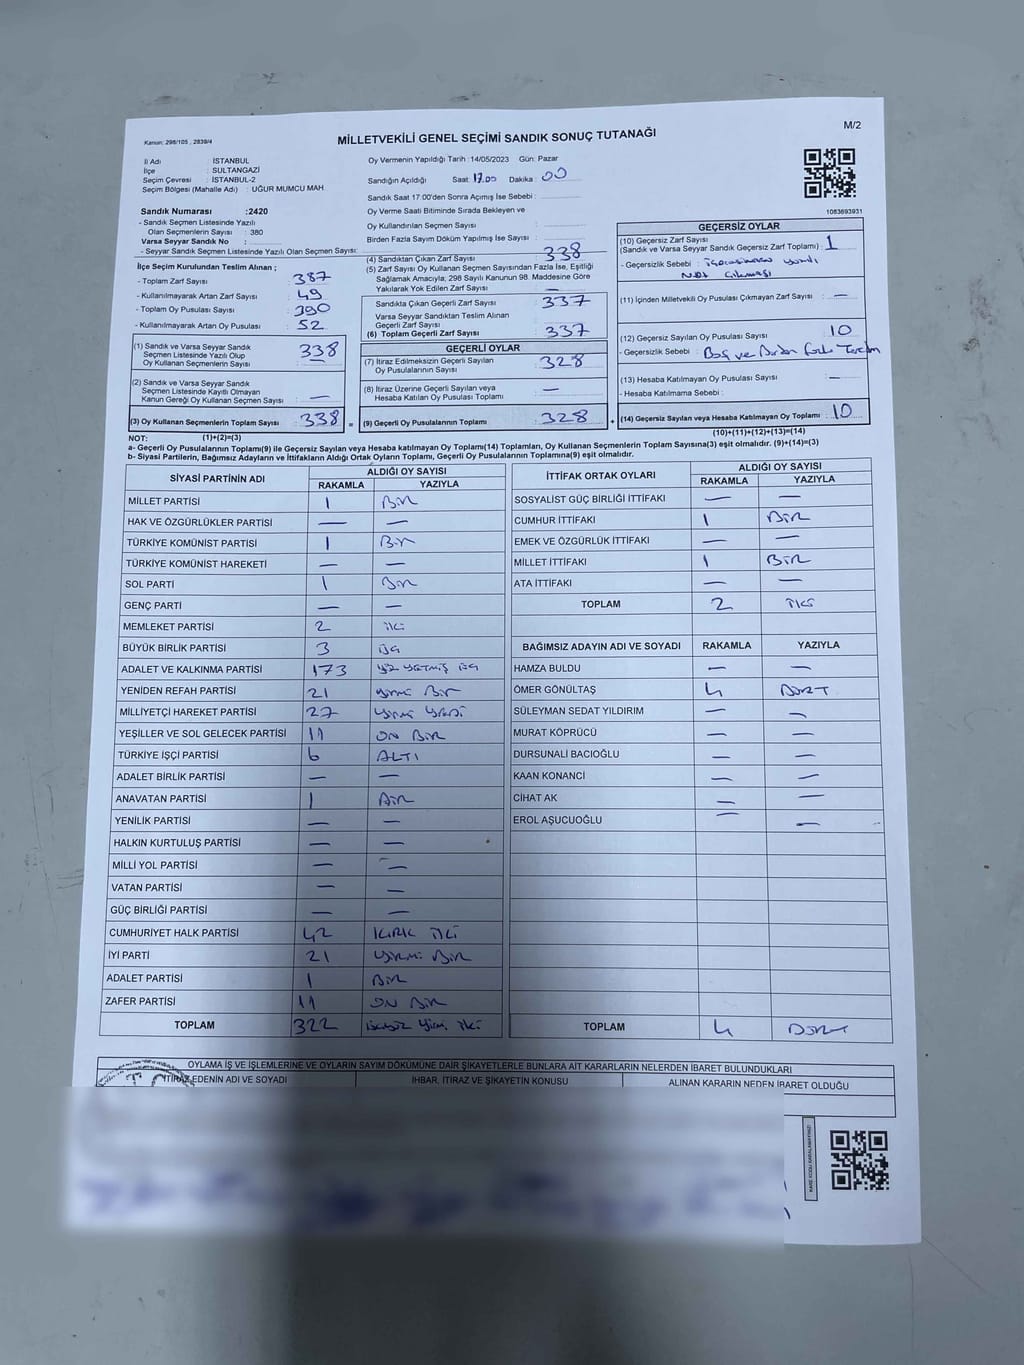 M/2
Kanun: 298/105 , 2839/4
MİLLETVEKİLİ GENEL SEÇİMİ SANDIK SONUÇ TUTANAĞI
İl Adı : İSTANBUL
İlçe : SULTANGAZİ
Seçim Çevresi : İSTANBUL-2
Seçim Bölgesi (Mahalle Adı) : UĞUR MUMCU MAH.
Oy Vermenin Yapıldığı Tarih :14/05/2023 Gün: Pazar
Sandığın Açıldığı Saat: 17.00 Dakika : 00
Sandık Saat 17:00'den Sonra Açımış İse Sebebi :
Oy Verme Saati Bitiminde Sırada Bekleyen ve
Oy Kullandırılan Seçmen Sayısı :
Birden Fazla Sayım Döküm Yapılmış İse Sayısı :
1083693931
Sandık Numarası :2420
- Sandık Seçmen Listesinde Yazılı
Olan Seçmenlerin Sayısı : 380
Varsa Seyyar Sandık No :
- Seyyar Sandık Seçmen Listesinde Yazılı Olan Seçmen Sayısı:
İlçe Seçim Kurulundan Teslim Alınan ;
- Toplam Zarf Sayısı : 387
- Kullanılmayarak Artan Zarf Sayısı : 49
- Toplam Oy Pusulası Sayısı : 390
- Kullanılmayarak Artan Oy Pusulası : 52
(1) Sandık ve Varsa Seyyar Sandık
Seçmen Listesinde Yazılı Olup
Oy Kullanan Seçmenlerin Sayısı : 338
(2) Sandık ve Varsa Seyyar Sandık
Seçmen Listesinde Kayıtlı Olmayan
Kanun Gereği Oy Kullanan Seçmen Sayısı : —
(3) Oy Kullanan Seçmenlerin Toplam Sayısı : 338 =
(4) Sandıktan Çıkan Zarf Sayısı : 338
(5) Zarf Sayısı Oy Kullanan Seçmen Sayısından Fazla İse, Eşitliği
Sağlamak Amacıyla; 298 Sayılı Kanunun 98. Maddesine Göre
Yakılarak Yok Edilen Zarf Sayısı : —
Sandıkta Çıkan Geçerli Zarf Sayısı : 337
Varsa Seyyar Sandıktan Teslim Alınan
Geçerli Zarf Sayısı :
(6) Toplam Geçerli Zarf Sayısı : 337
GEÇERLİ OYLAR
(7) İtiraz Edilmeksizin Geçerli Sayılan
Oy Pusulalarının Sayısı : 328
(8) İtiraz Üzerine Geçerli Sayılan veya
Hesaba Katılan Oy Pusulası Toplamı : —
(9) Geçerli Oy Pusulalarının Toplamı : 328 +
GEÇERSİZ OYLAR
(10) Geçersiz Zarf Sayısı
(Sandık ve Varsa Seyyar Sandık Geçersiz Zarf Toplamı) : 1
- Geçersizlik Sebebi :
(11) İçinden Milletvekili Oy Pusulası Çıkmayan Zarf Sayısı : —
(12) Geçersiz Sayılan Oy Pusulası Sayısı : 10
- Geçersizlik Sebebi : Boş ve Birden Fazla Tercih
(13) Hesaba Katılmayan Oy Pusulası Sayısı : —
- Hesaba Katılmama Sebebi :
(14) Geçersiz Sayılan veya Hesaba Katılmayan Oy Toplamı : 10
NOT: (1)+(2)=(3)
(10)+(11)+(12)+(13)=(14)
a- Geçerli Oy Pusulalarının Toplamı(9) ile Geçersiz Sayılan veya Hesaba katılmayan Oy Toplamı(14) Toplamları, Oy Kullanan Seçmenlerin Toplam Sayısına(3) eşit olmalıdır. (9)+(14)=(3)
b- Siyasi Partilerin, Bağımsız Adayların ve İttifakların Aldığı Ortak Oyların Toplamı, Geçerli Oy Pusulalarının Toplamına(9) eşit olmalıdır.
SİYASİ PARTİNİN ADI ALDIĞI OY SAYISI
RAKAMLA YAZIYLA
MİLLET PARTİSİ 1 BİR
HAK VE ÖZGÜRLÜKLER PARTİSİ — —
TÜRKİYE KOMÜNİST PARTİSİ 1 BİR
TÜRKİYE KOMÜNİST HAREKETİ — —
SOL PARTİ 1 BİR
GENÇ PARTİ — —
MEMLEKET PARTİSİ 2 İKİ
BÜYÜK BİRLİK PARTİSİ 3 ÜÇ
ADALET VE KALKINMA PARTİSİ 173 YÜZ YETMİŞ ÜÇ
YENİDEN REFAH PARTİSİ 21 YİRMİ BİR
MİLLİYETÇİ HAREKET PARTİSİ 27 YİRMİ YEDİ
YEŞİLLER VE SOL GELECEK PARTİSİ 11 ON BİR
TÜRKİYE İŞÇİ PARTİSİ 6 ALTI
ADALET BİRLİK PARTİSİ — —
ANAVATAN PARTİSİ 1 BİR
YENİLİK PARTİSİ — —
HALKIN KURTULUŞ PARTİSİ — —
MİLLİ YOL PARTİSİ — —
VATAN PARTİSİ — —
GÜÇ BİRLİĞİ PARTİSİ — —
CUMHURİYET HALK PARTİSİ 42 KIRK İKİ
İYİ PARTİ 21 YİRMİ BİR
ADALET PARTİSİ 1 BİR
ZAFER PARTİSİ 11 ON BİR
TOPLAM 322 üçyüz yirmi iki
İTTİFAK ORTAK OYLARI ALDIĞI OY SAYISI
RAKAMLA YAZIYLA
SOSYALİST GÜÇ BİRLİĞİ İTTİFAKI — —
CUMHUR İTTİFAKI 1 BİR
EMEK VE ÖZGÜRLÜK İTTİFAKI — —
MİLLET İTTİFAKI 1 BİR
ATA İTTİFAKI — —
TOPLAM 2 İKİ
BAĞIMSIZ ADAYIN ADI VE SOYADI RAKAMLA YAZIYLA
HAMZA BULDU — —
ÖMER GÖNÜLTAŞ 4 DÖRT
SÜLEYMAN SEDAT YILDIRIM — —
MURAT KÖPRÜCÜ — —
DURSUNALİ BACIOĞLU — —
KAAN KONANCİ — —
CİHAT AK — —
EROL AŞUCUOĞLU — —
TOPLAM 4 DÖRT
OYLAMA İŞ VE İŞLEMLERİNE VE OYLARIN SAYIM DÖKÜMÜNE DAİR ŞİKAYETLERLE BUNLARA AİT KARARLARIN NELERDEN İBARET BULUNDUKLARI
İTİRAZ EDENİN ADI VE SOYADI İHBAR, İTİRAZ VE ŞİKAYETİN KONUSU ALINAN KARARIN NEDEN İBARET OLDUĞU